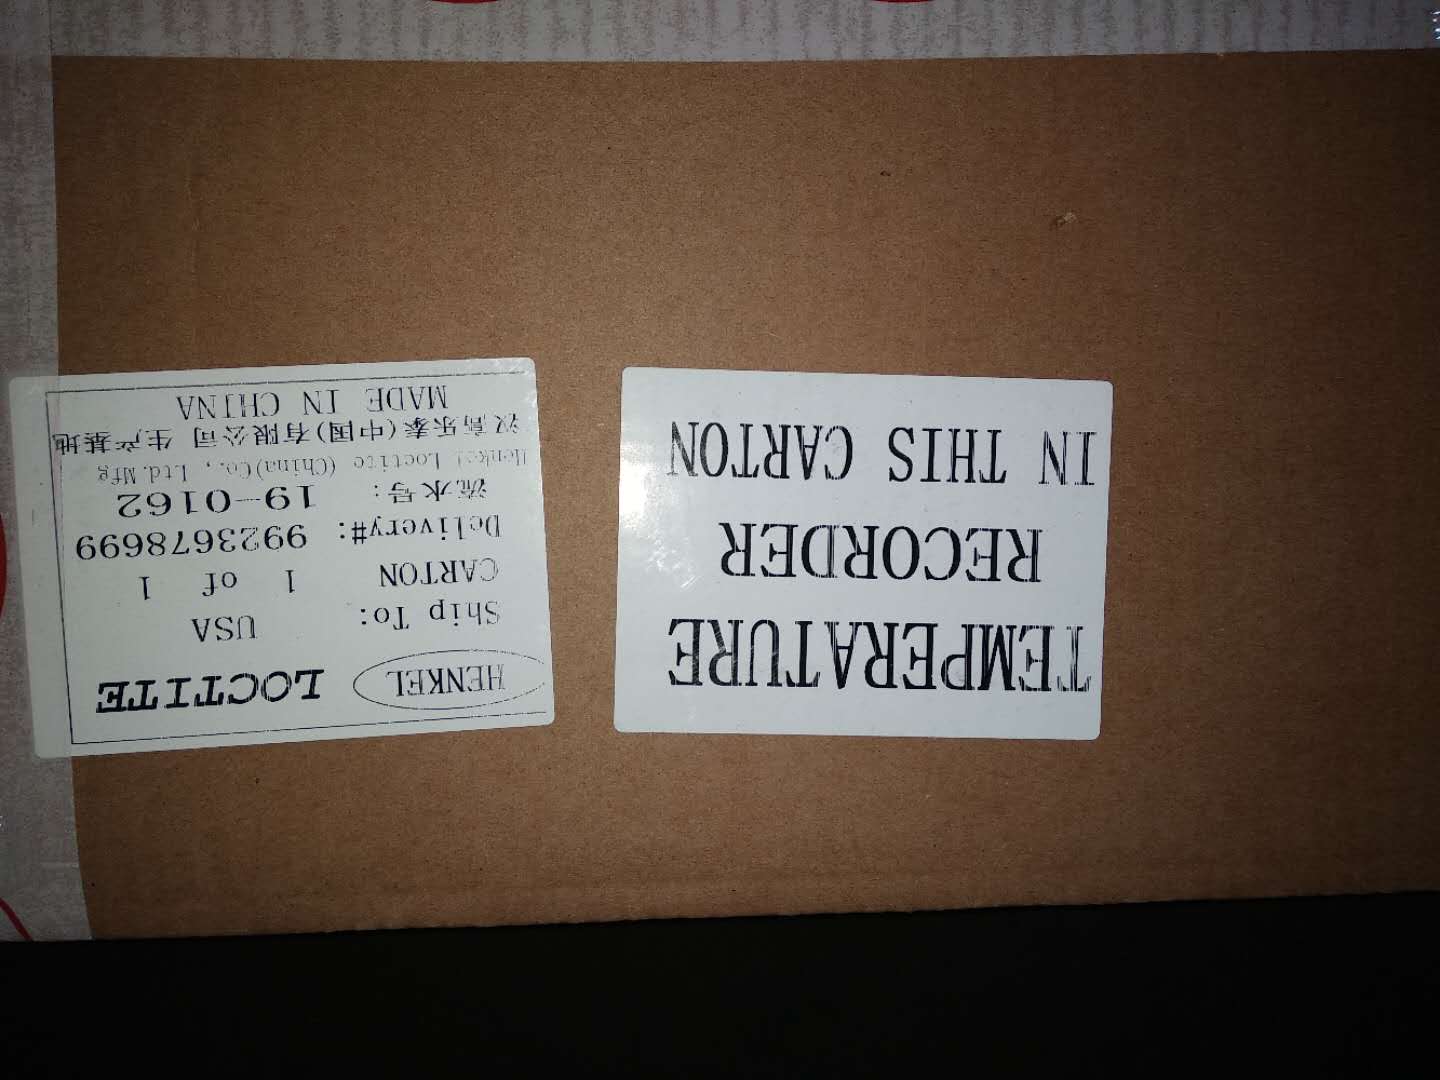 TEMPERATURE
RECORDER
IN THIS CARTON
HENKEL LOCTITE
Ship To: USA
CARTON 1 of 1
Delivery#: 9923678699
流水号: 19-0162
Henkel Loctite (China)Co., Ltd.Mfg
汉高乐泰(中国)有限公司 生产基地
MADE IN CHINA